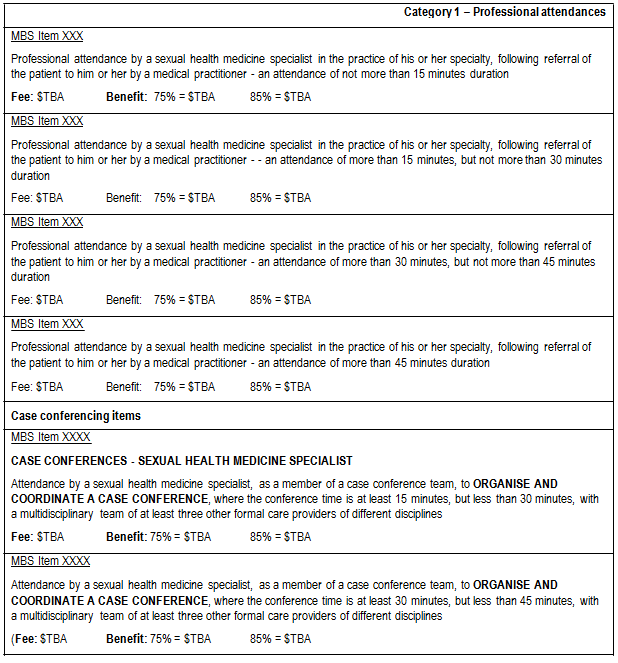 Category 1 – Professional attendances
MBS Item XXX
Professional attendance by a sexual health medicine specialist in the practice of his or her specialty, following referral of
the patient to him or her by a medical practitioner - an attendance of not more than 15 minutes duration
Fee: $TBA Benefit: 75% = $TBA 85% = $TBA
MBS Item XXX
Professional attendance by a sexual health medicine specialist in the practice of his or her specialty, following referral of
the patient to him or her by a medical practitioner - - an attendance of more than 15 minutes, but not more than 30 minutes
duration
Fee: $TBA Benefit: 75% = $TBA 85% = $TBA
MBS Item XXX
Professional attendance by a sexual health medicine specialist in the practice of his or her specialty, following referral of
the patient to him or her by a medical practitioner - an attendance of more than 30 minutes, but not more than 45 minutes
duration
Fee: $TBA Benefit: 75% = $TBA 85% = $TBA
MBS Item XXX
Professional attendance by a sexual health medicine specialist in the practice of his or her specialty, following referral of
the patient to him or her by a medical practitioner - an attendance of more than 45 minutes duration
Fee: $TBA Benefit: 75% = $TBA 85% = $TBA
Case conferencing items
MBS Item XXXX
CASE CONFERENCES - SEXUAL HEALTH MEDICINE SPECIALIST
Attendance by a sexual health medicine specialist, as a member of a case conference team, to ORGANISE AND
COORDINATE A CASE CONFERENCE, where the conference time is at least 15 minutes, but less than 30 minutes, with
a multidisciplinary team of at least three other formal care providers of different disciplines
Fee: $TBA Benefit: 75% = $TBA 85% = $TBA
MBS Item XXXX
Attendance by a sexual health medicine specialist, as a member of a case conference team, to ORGANISE AND
COORDINATE A CASE CONFERENCE, where the conference time is at least 30 minutes, but less than 45 minutes, with
a multidisciplinary team of at least three other formal care providers of different disciplines
(Fee: $TBA Benefit: 75% = $TBA 85% = $TBA